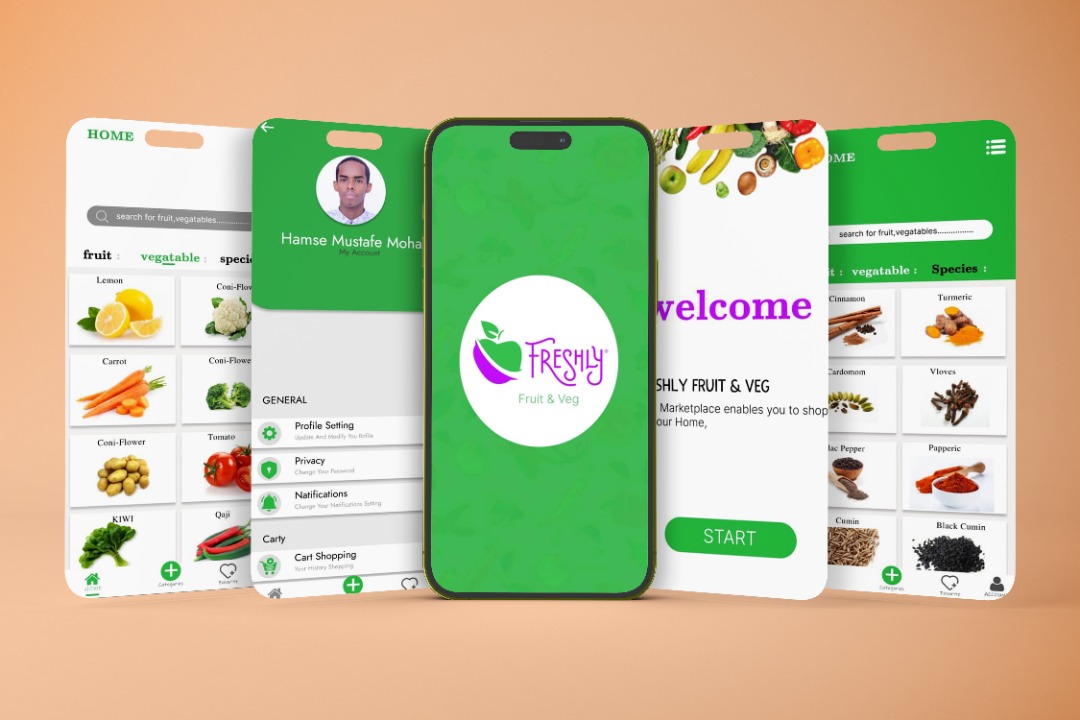 HOME
search for fruit,vegatables..............
fruit :
vegatable :
specie
Lemon
Coni-Flow
Carrot
Coni-Flowe
Coni-Flower
Tomato
KIWI
Qaji
HOME
Categories
Favarite
Hamse Mustafe Moha
My Account
GENERAL
Profile Setting
Update And Modify You Rofile
Privacy
Change Your Password
Notifications
Change Your Notifications Setting
Carty
Cart Shopping
Your History Shopping
FRESHLY®
Fruit & Veg
welcome
SHLY FRUIT & VEG
Marketplace enables you to shop
our Home,
START
OME
search for fruit,vegatables.................
it :
vegatable :
Species :
Cinnamon
Turmeric
Cardomom
Vloves
lac Pepper
Papperic
Cumin
Black Cumin
Categories
Favarite
Account